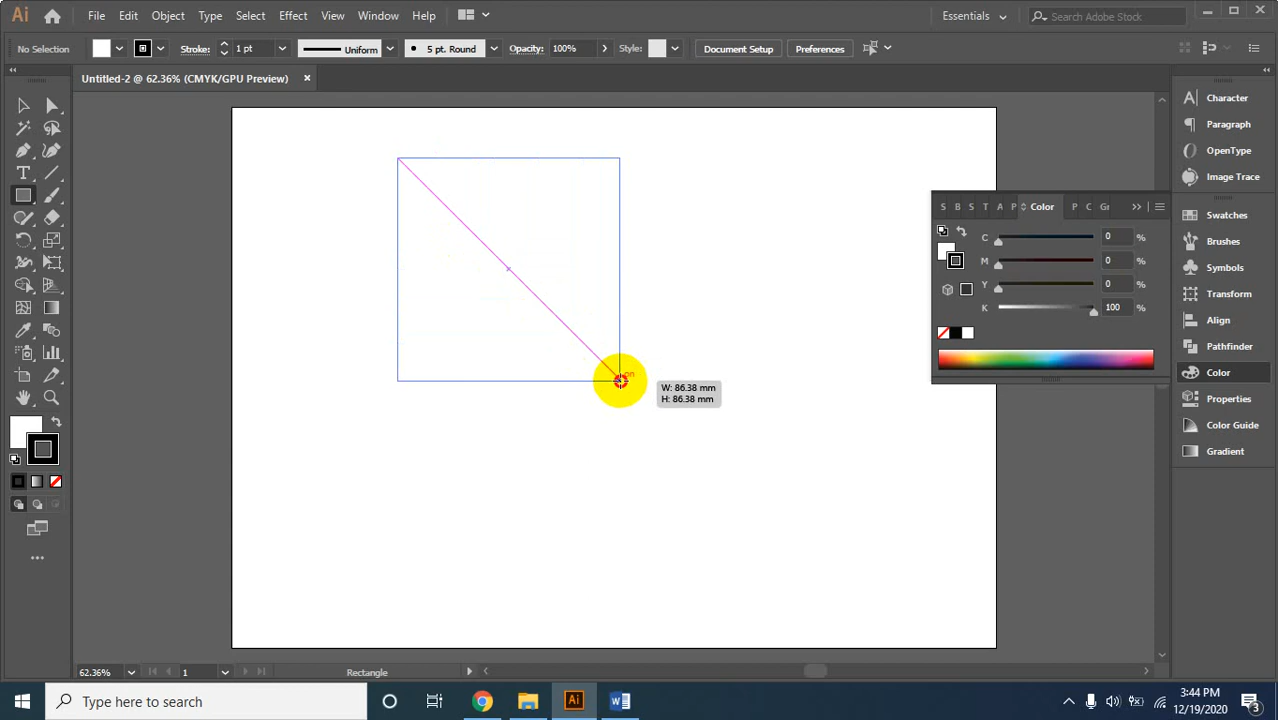 Ai File Edit Object Type Select Effect View Window Help Essentials Search Adobe Stock
No Selection Stroke: 1 pt Uniform 5 pt. Round Opacity: 100% Style: Document Setup Preferences
Untitled-2 @ 62.36% (CMYK/GPU Preview)
Character
Paragraph
OpenType
Image Trace
Swatches
Brushes
Symbols
Transform
Align
Pathfinder
Color
Properties
Color Guide
Gradient
S B S T A P Color P C Gr
C 0 %
M 0 %
Y 0 %
K 100 %
on
W: 86.38 mm
H: 86.38 mm
62.36% 1 Rectangle
Type here to search
Ai
3:44 PM
12/19/2020
3